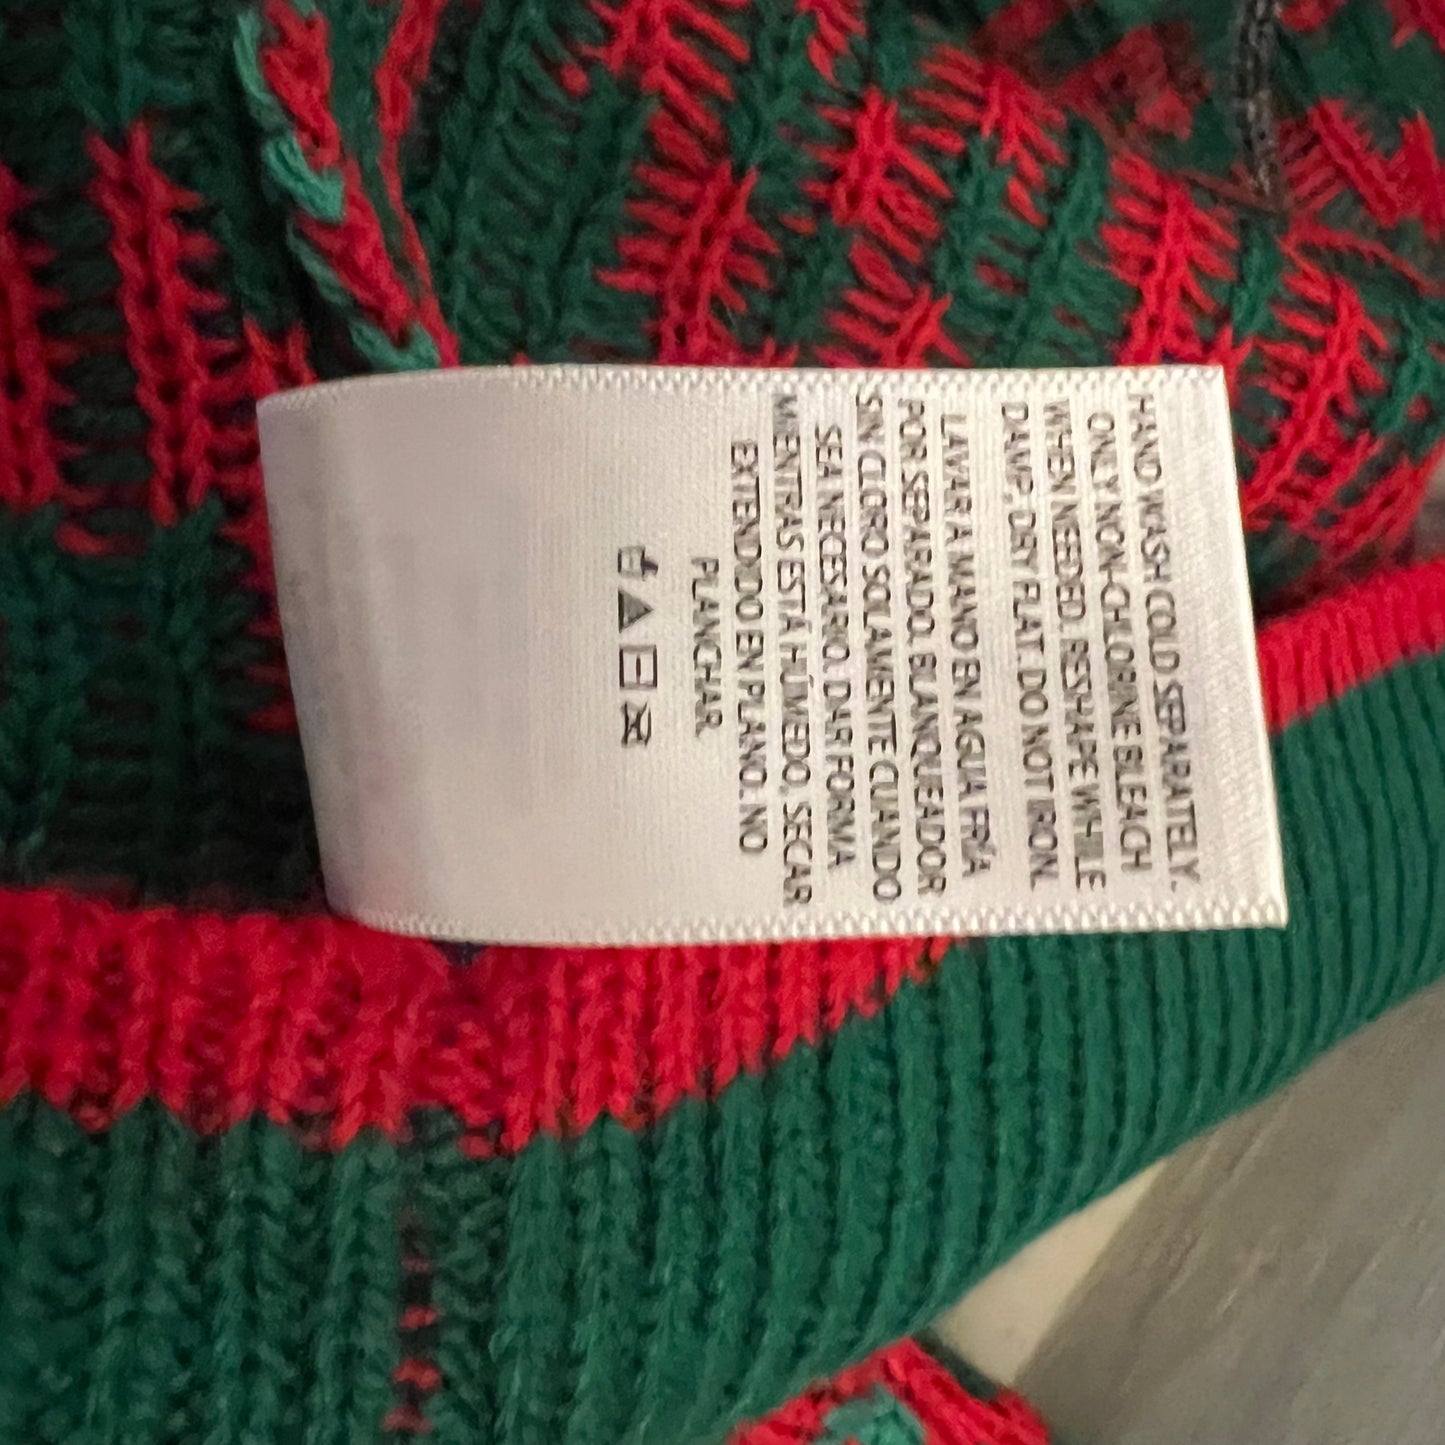 HAND WASH COLD SEPARATELY.
ONLY NON-CHLORINE BLEACH
WHEN NEEDED. RESHAPE WHILE
DAMP, DRY FLAT. DO NOT IRON.
LAVAR A MANO EN AGUA FRÍA
POR SEPARADO. BLANQUEADOR
SIN CLORO SOLAMENTE CUANDO
SEA NECESARIO. DAR FORMA
MIENTRAS ESTÁ HÚMEDO, SECAR
EXTENDIDO EN PLANO. NO
PLANCHAR